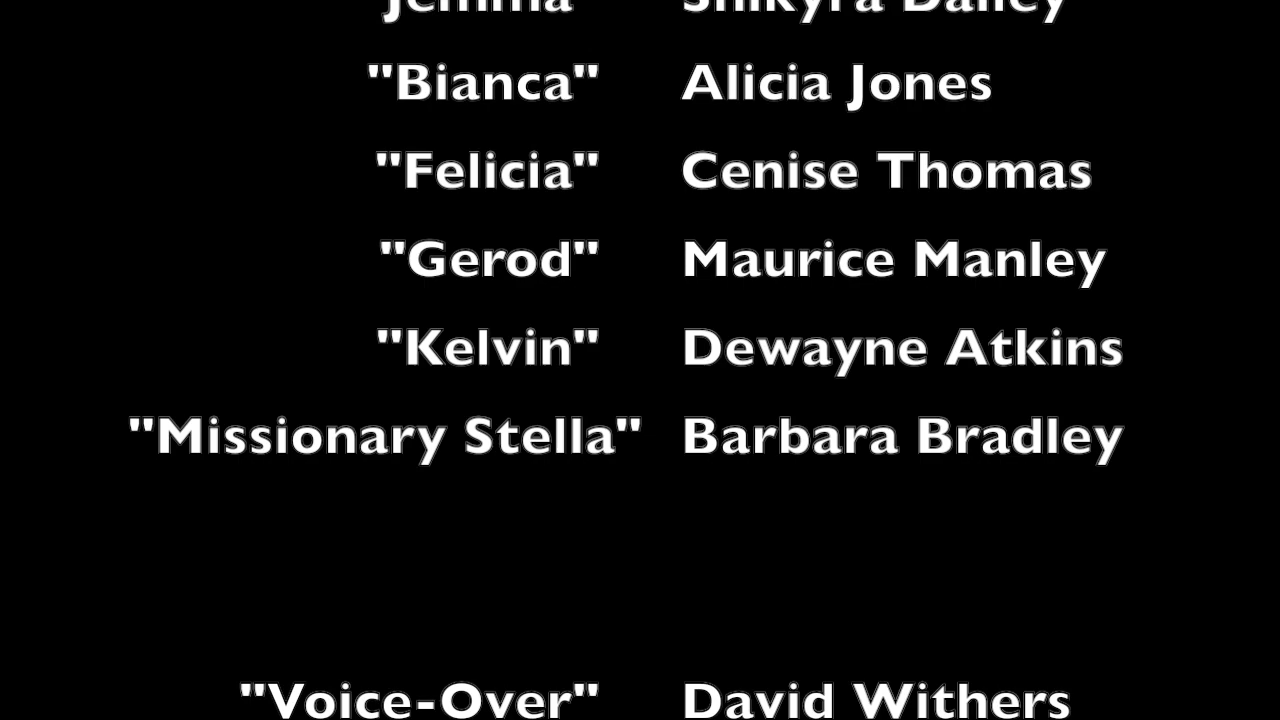 "Bianca" Alicia Jones
"Felicia" Cenise Thomas
"Gerod" Maurice Manley
"Kelvin" Dewayne Atkins
"Missionary Stella" Barbara Bradley
"Voice-Over" David Withers